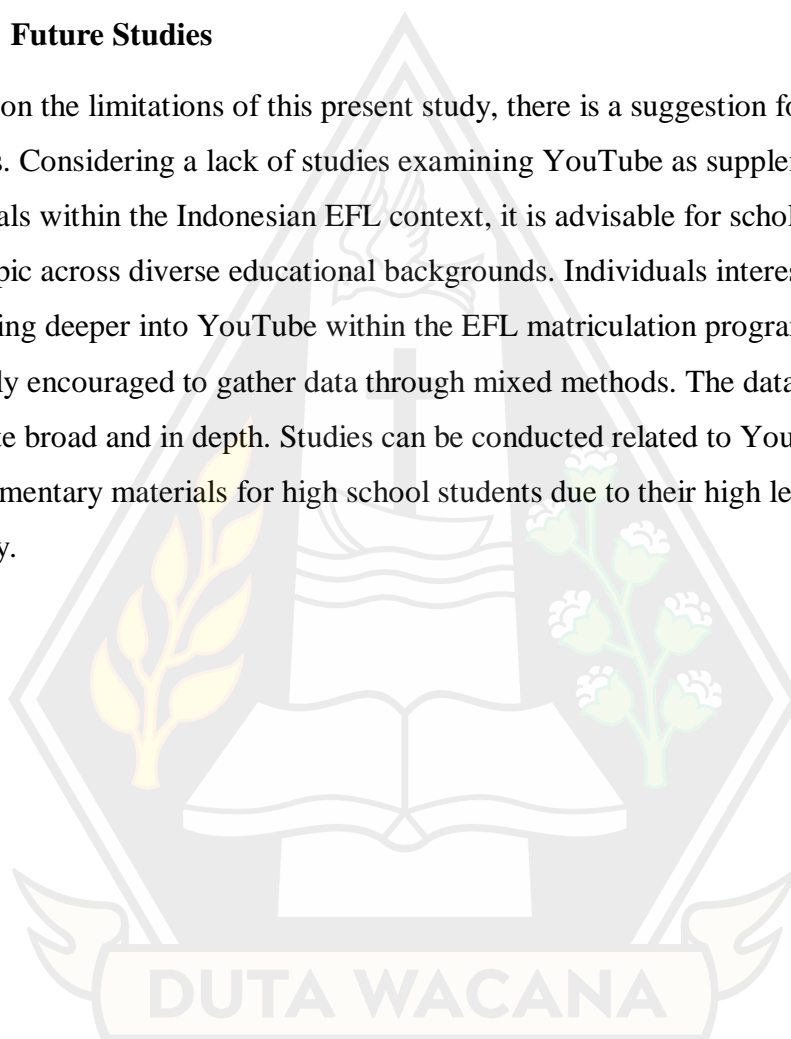 Future Studies
on the limitations of this present study, there is a suggestion fo
s. Considering a lack of studies examining YouTube as supplem
als within the Indonesian EFL context, it is advisable for schol
pic across diverse educational backgrounds. Individuals interes
ing deeper into YouTube within the EFL matriculation program
ly encouraged to gather data through mixed methods. The data
te broad and in depth. Studies can be conducted related to You
mentary materials for high school students due to their high le
y.
DUTA WACANA